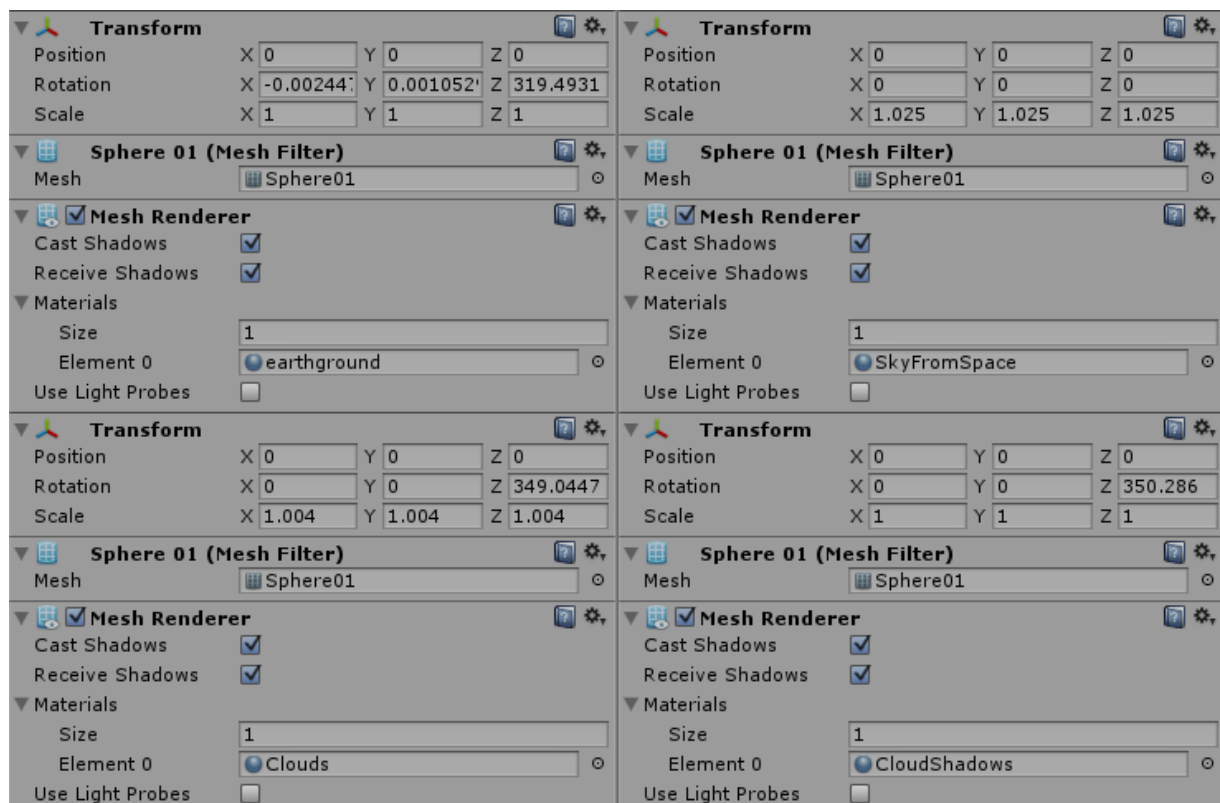 Transform
Position X 0 Y 0 Z 0
Rotation X -0.002447 Y 0.001052 Z 319.4931
Scale X 1 Y 1 Z 1
Sphere 01 (Mesh Filter)
Mesh Sphere01
Mesh Renderer
Cast Shadows
Receive Shadows
Materials
Size 1
Element 0 earthground
Use Light Probes
Transform
Position X 0 Y 0 Z 0
Rotation X 0 Y 0 Z 0
Scale X 1.025 Y 1.025 Z 1.025
Sphere 01 (Mesh Filter)
Mesh Sphere01
Mesh Renderer
Cast Shadows
Receive Shadows
Materials
Size 1
Element 0 SkyFromSpace
Use Light Probes
Transform
Position X 0 Y 0 Z 0
Rotation X 0 Y 0 Z 349.0447
Scale X 1.004 Y 1.004 Z 1.004
Sphere 01 (Mesh Filter)
Mesh Sphere01
Mesh Renderer
Cast Shadows
Receive Shadows
Materials
Size 1
Element 0 Clouds
Use Light Probes
Transform
Position X 0 Y 0 Z 0
Rotation X 0 Y 0 Z 350.286
Scale X 1 Y 1 Z 1
Sphere 01 (Mesh Filter)
Mesh Sphere01
Mesh Renderer
Cast Shadows
Receive Shadows
Materials
Size 1
Element 0 CloudShadows
Use Light Probes